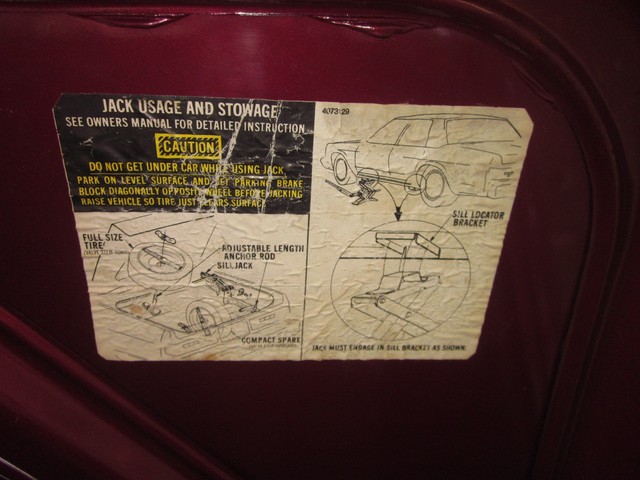 JACK USAGE AND STOWAGE
SEE OWNERS MANUAL FOR DETAILED INSTRUCTION
CAUTION
DO NOT GET UNDER CAR WHILE USING JACK
PARK ON LEVEL SURFACE AND SET PARKING BRAKE
BLOCK DIAGONALLY OPPOSITE WHEEL BEFORE JACKING
RAISE VEHICLE SO TIRE JUST CLEARS SURFACE
FULL SIZE
TIRE
ADJUSTABLE LENGTH
ANCHOR ROD
SILL JACK
COMPACT SPARE
4073129
SILL LOCATOR
BRACKET
JACK MUST ENGAGE IN SILL BRACKET AS SHOWN